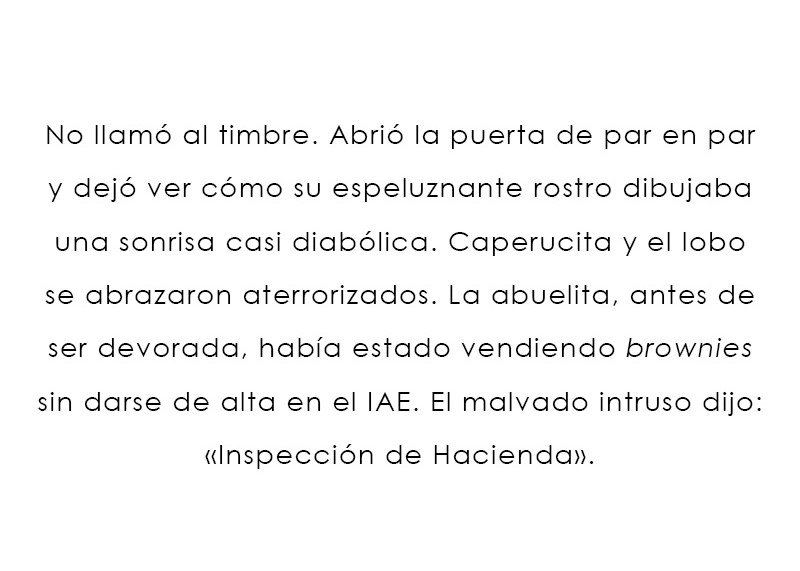 No llamó al timbre. Abrió la puerta de par en par
y dejó ver cómo su espeluznante rostro dibujaba
una sonrisa casi diabólica. Caperucita y el lobo
se abrazaron aterrorizados. La abuelita, antes de
ser devorada, había estado vendiendo brownies
sin darse de alta en el IAE. El malvado intruso dijo:
«Inspección de Hacienda».